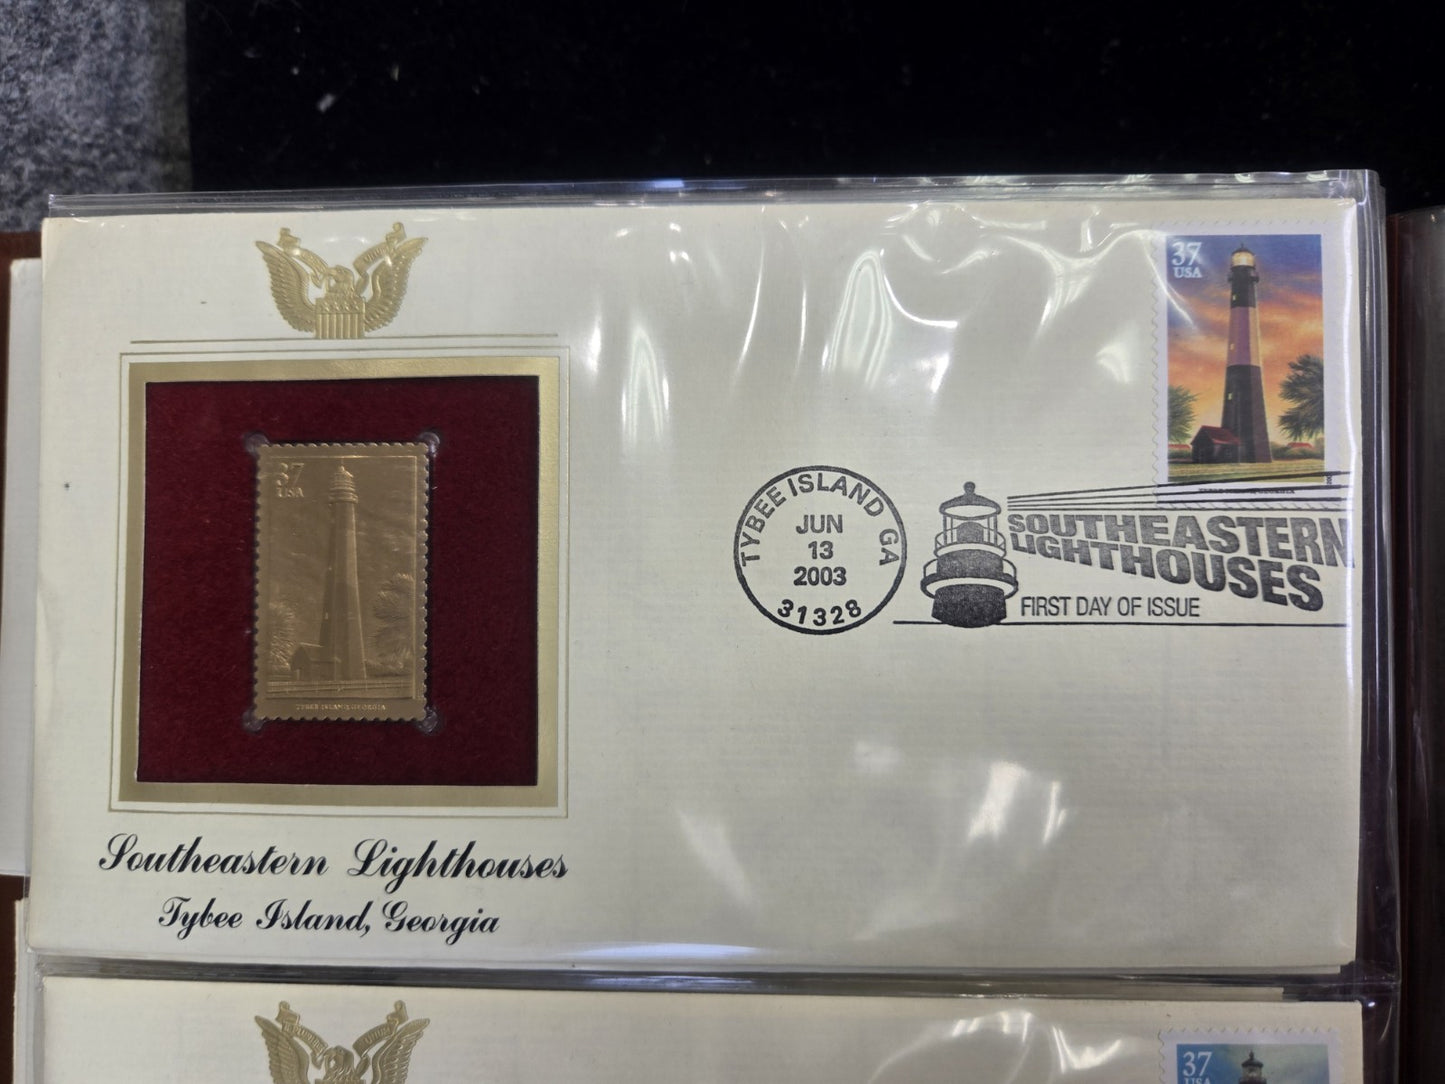 37
USA
37
USA
TYBEE ISLAND, GEORGIA
TYBEE ISLAND GA
JUN
13
2003
31328
SOUTHEASTERN
LIGHTHOUSES
FIRST DAY OF ISSUE
Southeastern Lighthouses
Tybee Island, Georgia
37
USA